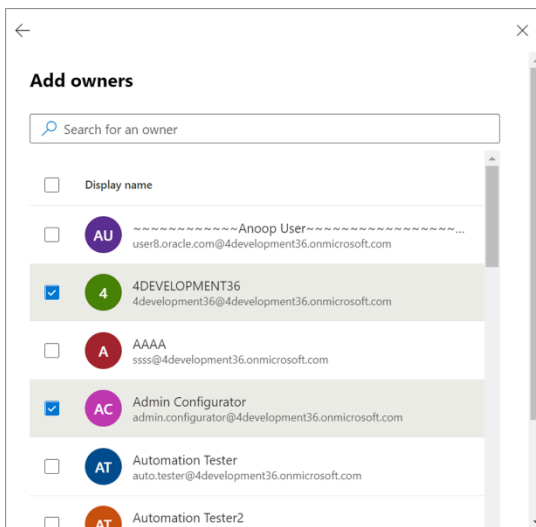 Add owners
Search for an owner
Display name
AU
~~~~~~~~~~~~Anoop User~~~~~~~~~~~~~~~~~...
user8.oracle.com@4development36.onmicrosoft.com
4
4DEVELOPMENT36
4development36@4development36.onmicrosoft.com
A
AAAA
ssss@4development36.onmicrosoft.com
AC
Admin Configurator
admin.configurator@4development36.onmicrosoft.com
AT
Automation Tester
auto.tester@4development36.onmicrosoft.com
AT
Automation Tester2